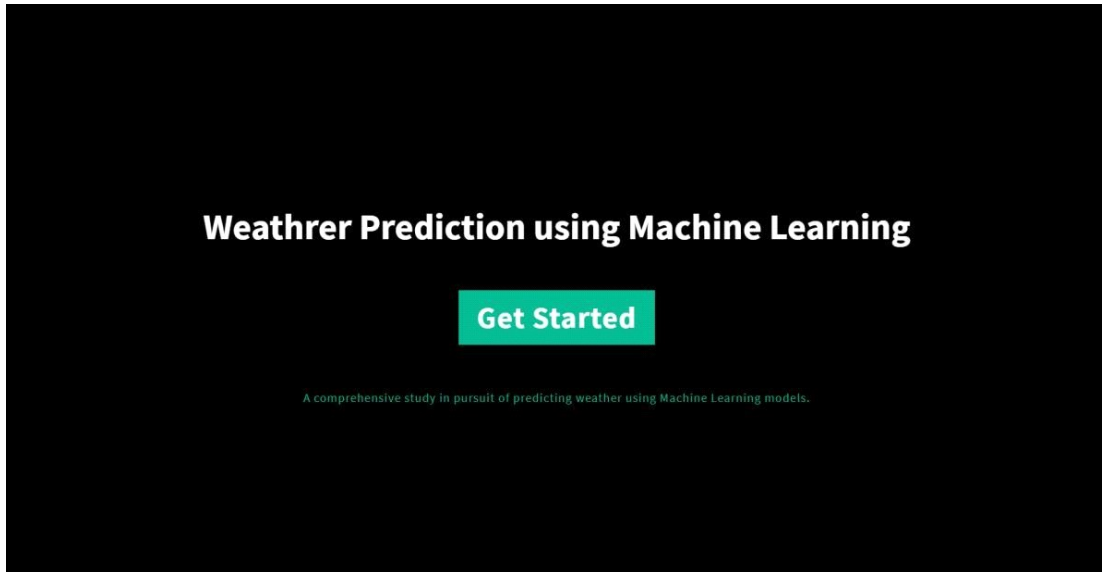 Weathrer Prediction using Machine Learning
Get Started
A comprehensive study in pursuit of predicting weather using Machine Learning models.